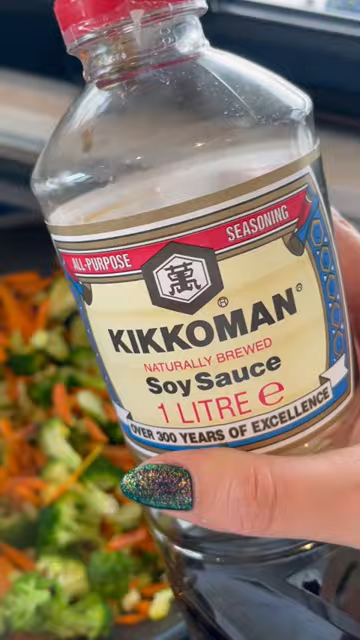 ALL-PURPOSE
SEASONING
萬
KIKKOMAN®
®
NATURALLY BREWED
Soy Sauce
1 LITRE e
OVER 300 YEARS OF EXCELLENCE